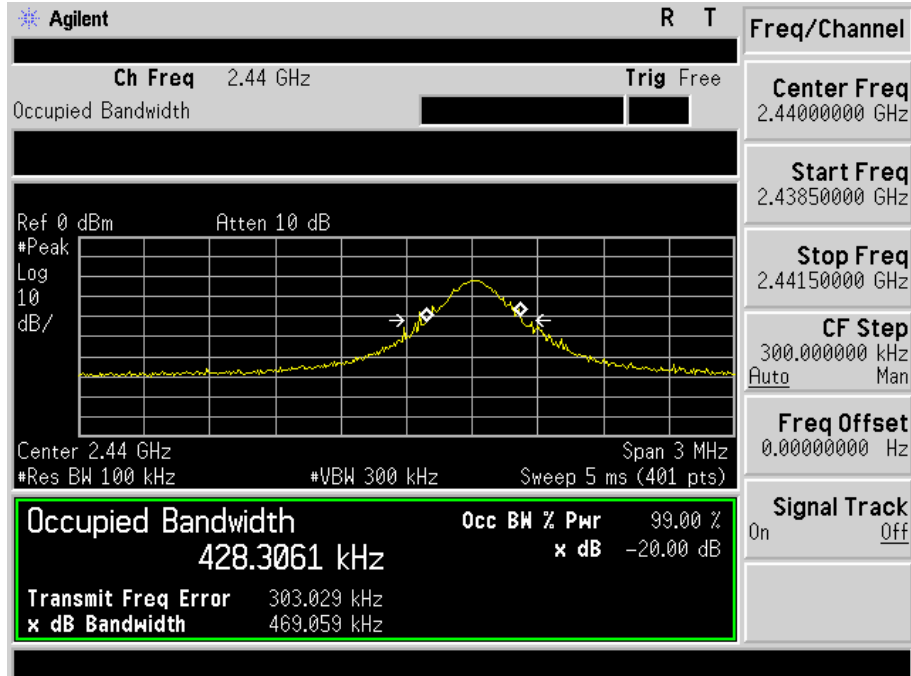 Agilent
R T
Ch Freq 2.44 GHz
Trig Free
Occupied Bandwidth
Ref 0 dBm
Atten 10 dB
#Peak
Log
10
dB/
Center 2.44 GHz
Span 3 MHz
#Res BW 100 kHz
#VBW 300 kHz
Sweep 5 ms (401 pts)
Occupied Bandwidth
428.3061 kHz
Occ BW % Pwr 99.00 %
x dB -20.00 dB
Transmit Freq Error 303.029 kHz
x dB Bandwidth 469.059 kHz
Freq/Channel
Center Freq
2.44000000 GHz
Start Freq
2.43850000 GHz
Stop Freq
2.44150000 GHz
CF Step
300.000000 kHz
Auto Man
Freq Offset
0.00000000 Hz
Signal Track
On Off